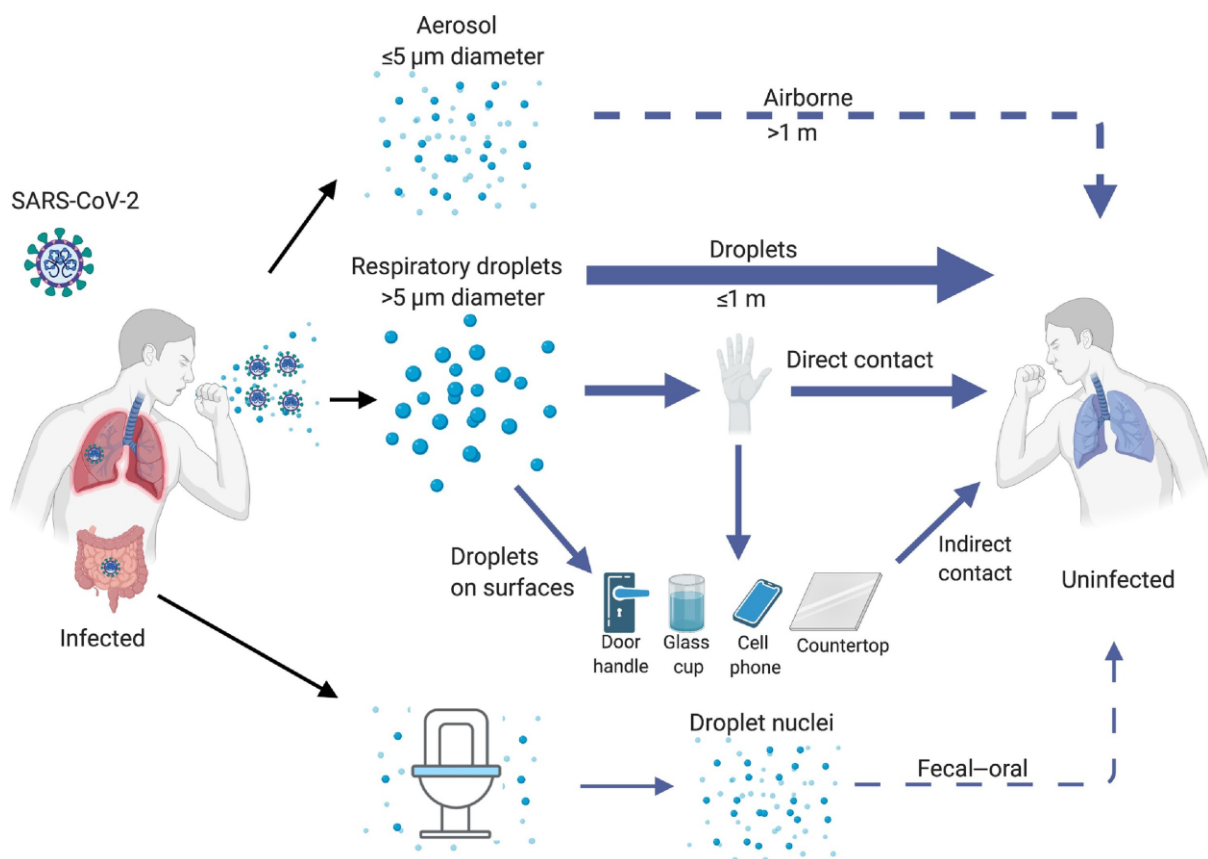 Aerosol
≤5 µm diameter
Airborne
>1 m
SARS-CoV-2
Respiratory droplets
>5 µm diameter
Droplets
≤1 m
Direct contact
Droplets
on surfaces
Indirect
contact
Door
handle
Glass
cup
Cell
phone
Countertop
Infected
Uninfected
Droplet nuclei
Fecal–oral